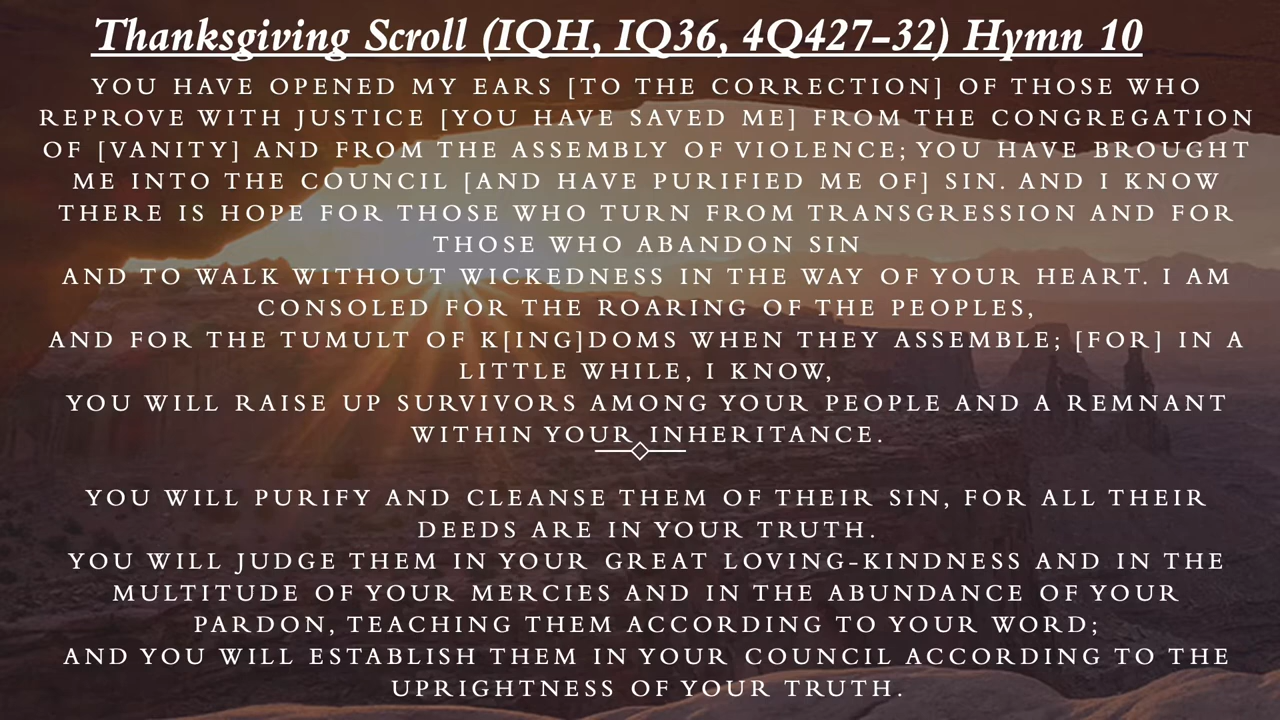 Thanksgiving Scroll (IQH, IQ36, 4Q427-32) Hymn 10
YOU HAVE OPENED MY EARS [TO THE CORRECTION] OF THOSE WHO
REPROVE WITH JUSTICE [YOU HAVE SAVED ME] FROM THE CONGREGATION
OF [VANITY] AND FROM THE ASSEMBLY OF VIOLENCE; YOU HAVE BROUGHT
ME INTO THE COUNCIL [AND HAVE PURIFIED ME OF] SIN. AND I KNOW
THERE IS HOPE FOR THOSE WHO TURN FROM TRANSGRESSION AND FOR
THOSE WHO ABANDON SIN
AND TO WALK WITHOUT WICKEDNESS IN THE WAY OF YOUR HEART. I AM
CONSOLED FOR THE ROARING OF THE PEOPLES,
AND FOR THE TUMULT OF K[ING]DOMS WHEN THEY ASSEMBLE; [FOR] IN A
LITTLE WHILE, I KNOW,
YOU WILL RAISE UP SURVIVORS AMONG YOUR PEOPLE AND A REMNANT
WITHIN YOUR INHERITANCE.
YOU WILL PURIFY AND CLEANSE THEM OF THEIR SIN, FOR ALL THEIR
DEEDS ARE IN YOUR TRUTH.
YOU WILL JUDGE THEM IN YOUR GREAT LOVING-KINDNESS AND IN THE
MULTITUDE OF YOUR MERCIES AND IN THE ABUNDANCE OF YOUR
PARDON, TEACHING THEM ACCORDING TO YOUR WORD;
AND YOU WILL ESTABLISH THEM IN YOUR COUNCIL ACCORDING TO THE
UPRIGHTNESS OF YOUR TRUTH.